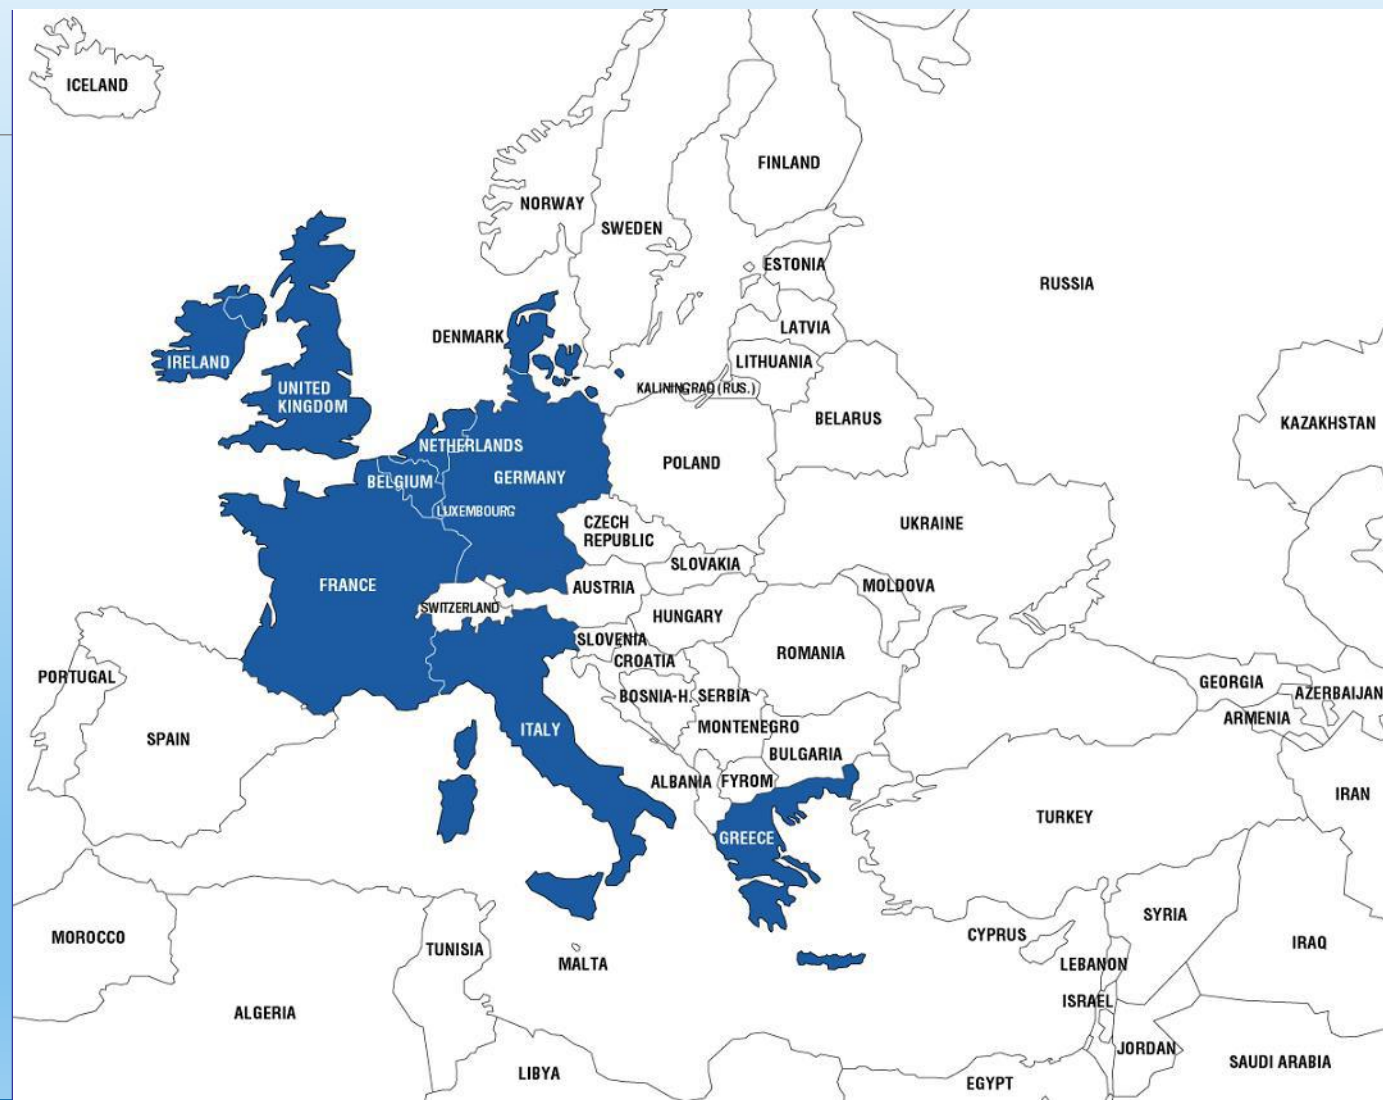 ICELAND
FINLAND
NORWAY
SWEDEN
ESTONIA
RUSSIA
LATVIA
DENMARK
LITHUANIA
IRELAND
UNITED
KINGDOM
KALININGRAD (RUS.)
BELARUS
KAZAKHSTAN
NETHERLANDS
POLAND
GERMANY
BELGIUM
LUXEMBOURG
CZECH
REPUBLIC
UKRAINE
SLOVAKIA
FRANCE
AUSTRIA
MOLDOVA
SWITZERLAND
HUNGARY
SLOVENIA
ROMANIA
CROATIA
PORTUGAL
GEORGIA
BOSNIA-H.
SERBIA
AZERBAIJAN
ARMENIA
MONTENEGRO
ITALY
SPAIN
BULGARIA
ALBANIA
FYROM
IRAN
TURKEY
GREECE
SYRIA
MOROCCO
CYPRUS
IRAQ
TUNISIA
MALTA
LEBANON
ISRAEL
ALGERIA
JORDAN
SAUDI ARABIA
LIBYA
EGYPT